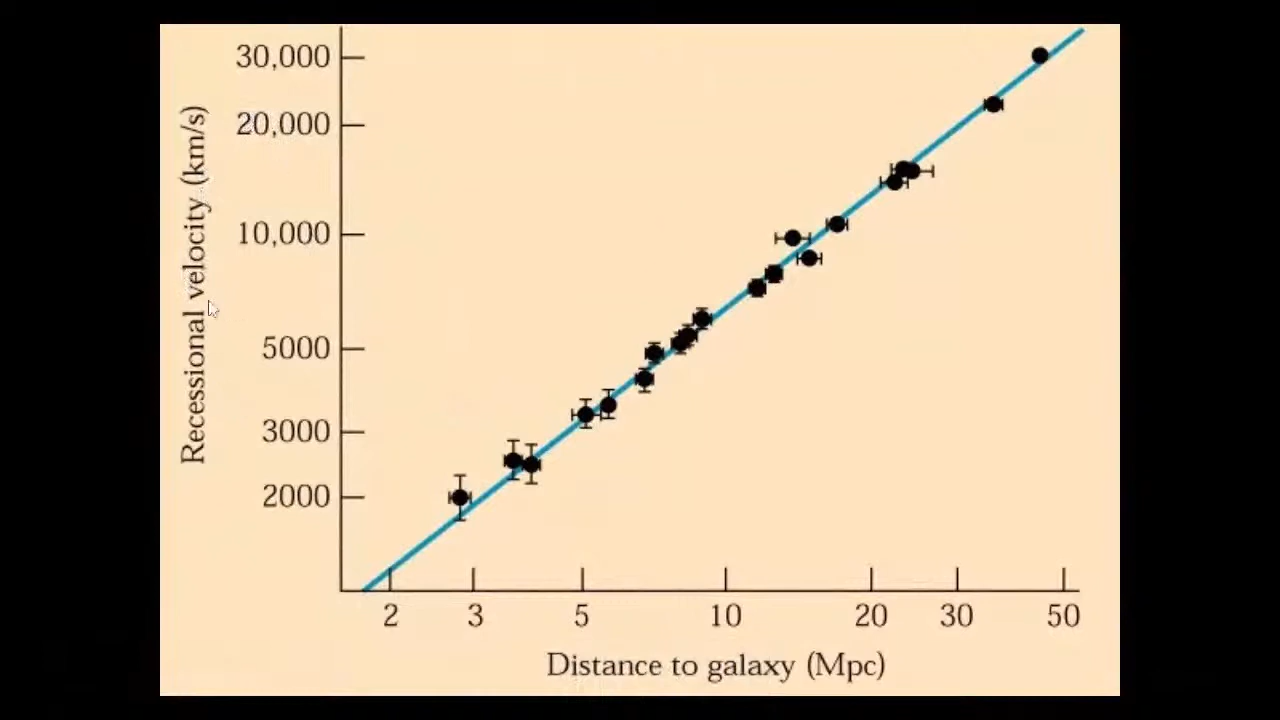 30,000
20,000
10,000
5000
3000
2000
Recessional velocity (km/s)
2 3 5 10 20 30 50
Distance to galaxy (Mpc)